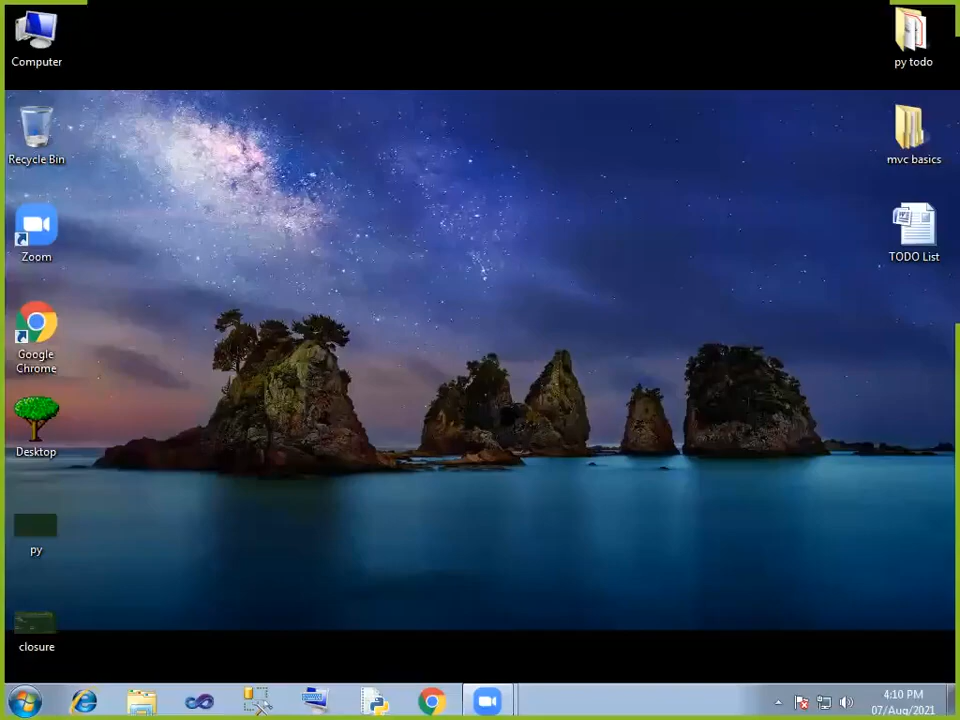 Computer
py todo
Recycle Bin
mvc basics
Zoom
TODO List
Google
Chrome
Desktop
py
closure
4:10 PM
07/Aug/2021